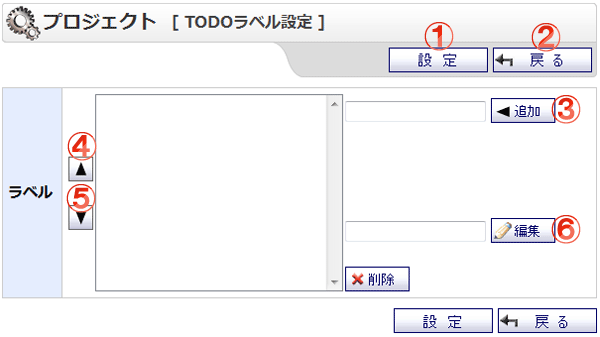 プロジェクト [ TODOラベル設定 ]
① ②
設 定 戻 る
追加 ③
④
ラベル
⑤
編集 ⑥
削除
設 定 戻 る